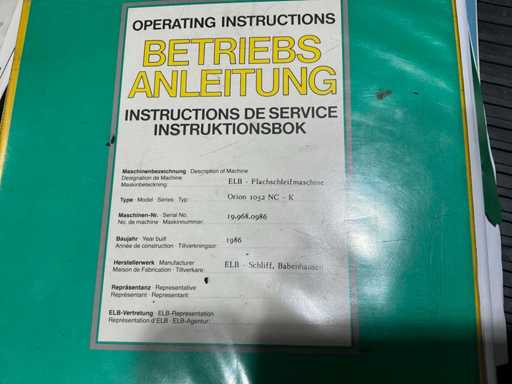 OPERATING INSTRUCTIONS
BETRIEBS
ANLEITUNG
INSTRUCTIONS DE SERVICE
INSTRUKTIONSBOK
Maschinenbezeichnung · Description of Machine
Désignation de Machine
Maskinbeteckning: ELB - Flachschleifmaschine
Type · Model · Series · Typ: Orion 1052 NC - K
Maschinen-Nr. · Serial No. 19.968.0986
No. de machine · Maskinnummer:
Baujahr · Year built 1986
Année de construction · Tillverkningsår:
Herstellerwerk · Manufacturer ELB - Schliff, Babenhausen
Maison de Fabrication · Tillverkare:
Repräsentanz · Representative
Représentant · Representant:
ELB-Vertretung · ELB-Representation
Représentation d'ELB · ELB-Agentur: